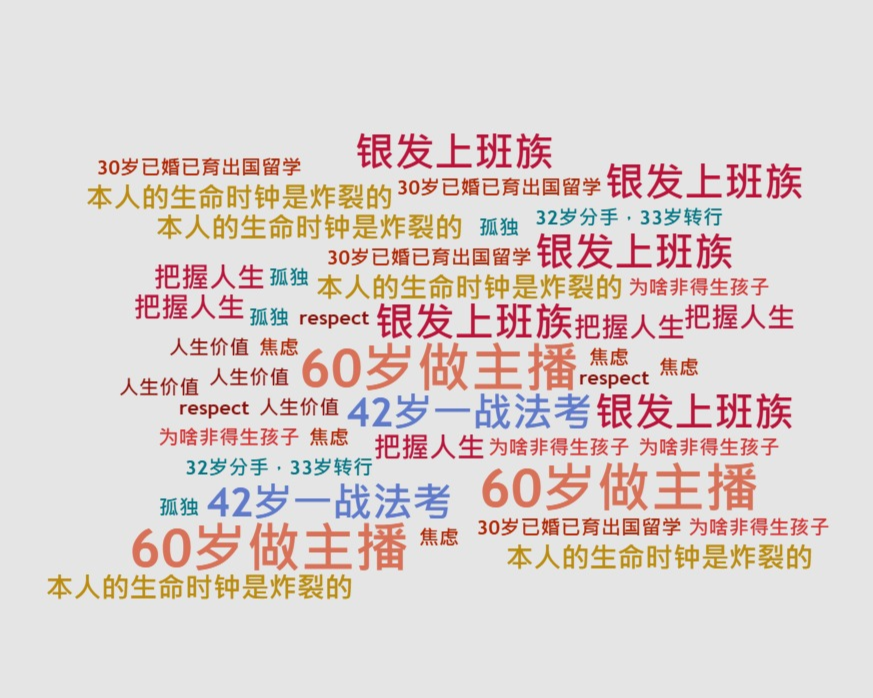 银发上班族
30岁已婚已育出国留学
银发上班族
本人的生命时钟是炸裂的 30岁已婚已育出国留学
32岁分手·33岁转行
本人的生命时钟是炸裂的 孤独
30岁已婚已育出国留学 银发上班族
把握人生 孤独 本人的生命时钟是炸裂的 为啥非得生孩子
把握人生 孤独 respect 银发上班族 把握人生 把握人生
人生价值 焦虑 60岁做主播 焦虑
人生价值 人生价值 respect 焦虑
respect 人生价值 42岁一战法考 银发上班族
为啥非得生孩子 焦虑 把握人生 为啥非得生孩子 为啥非得生孩子
32岁分手·33岁转行 60岁做主播
孤独 42岁一战法考
60岁做主播 焦虑 30岁已婚已育出国留学 为啥非得生孩子
本人的生命时钟是炸裂的
本人的生命时钟是炸裂的